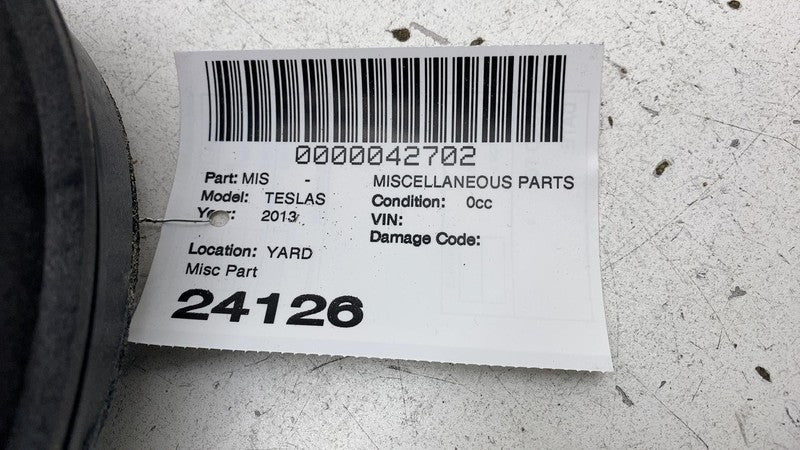 0000042702
Part: MIS - MISCELLANEOUS PARTS
Model: TESLAS Condition: 0cc
Year: 2013 VIN:
Damage Code:
Location: YARD
Misc Part
24126